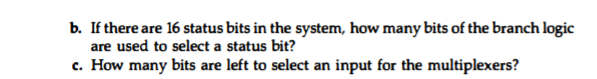 b. If there are 16 status bits in the system, how many bits of the branch logic
are used to select a status bit?
c. How many bits are left to select an input for the multiplexers?